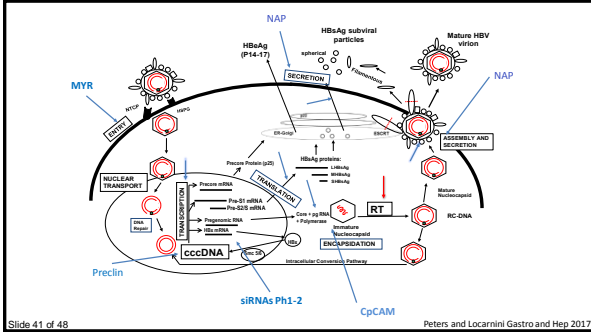 NAP
HBeAg
(P14-17)
HBsAg subviral
particles
spherical
Filamentous
Mature HBV
virion
NAP
MYR
NTCP
HSPG
ENTRY
SECRETION
ER-Golgi
ESCRT
ASSEMBLY AND
SECRETION
NUCLEAR
TRANSPORT
Precore Protein (p25)
HBsAg proteins:
LHBsAg
MHBsAg
SHBsAg
TRANSLATION
TRANSCRIPTION
Precore mRNA
Pre-S1 mRNA
Pre-S2/S mRNA
Pregenomic RNA
HBx mRNA
Core + pg RNA
+ Polymerase
Immature
Nucleocapsid
ENCAPSIDATION
RT
Mature
Nucleocapsid
RC-DNA
DNA
Repair
cccDNA
HBx
Smc 5/6
Intracellular Conversion Pathway
Preclin
siRNAs Ph1-2
CpCAM
Slide 41 of 48
Peters and Locarnini Gastro and Hep 2017